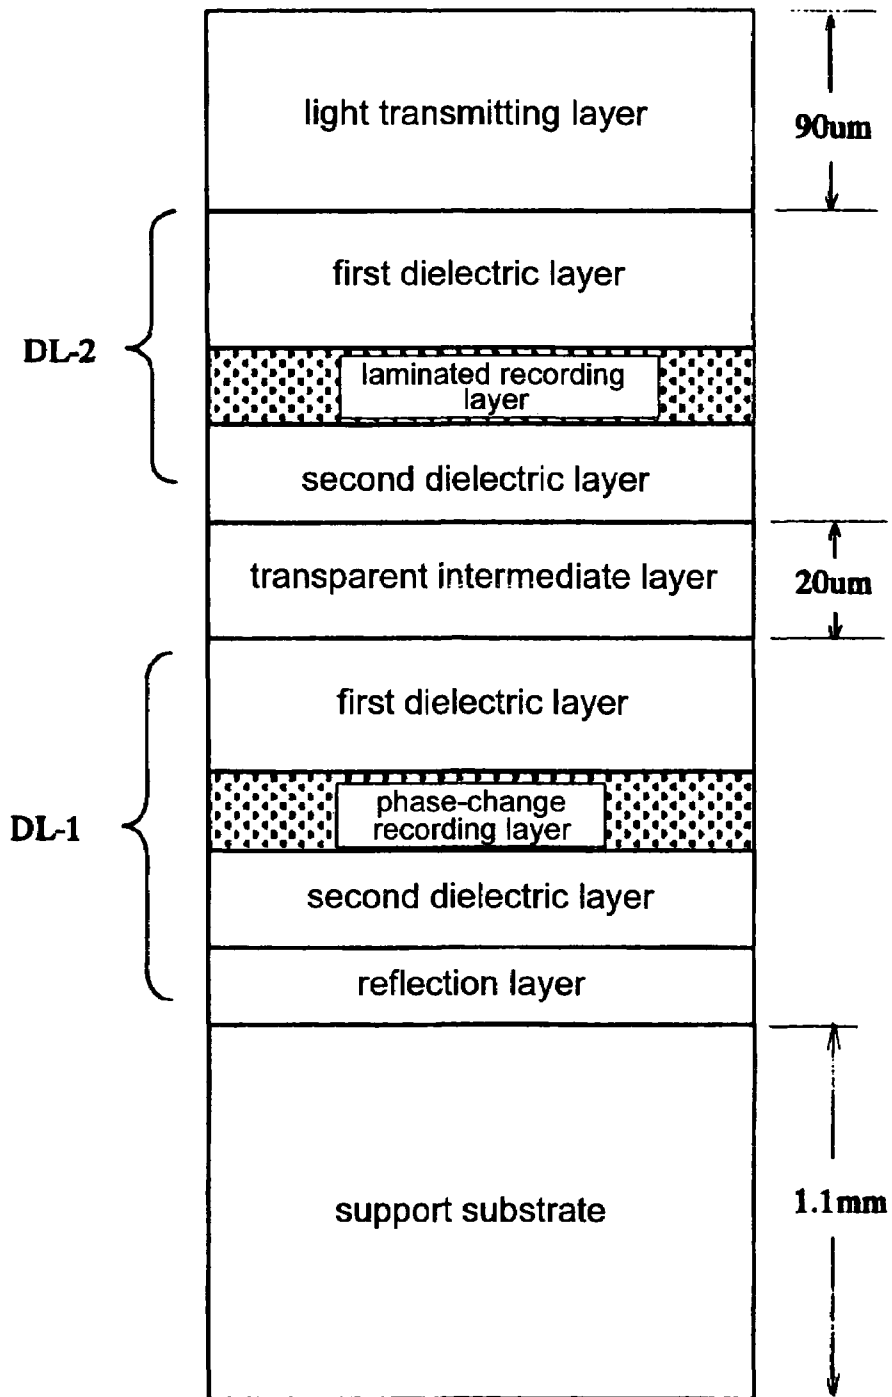 light transmitting layer
90um
first dielectric layer
DL-2
laminated recording
layer
second dielectric layer
transparent intermediate layer
20um
first dielectric layer
DL-1
phase-change
recording layer
second dielectric layer
reflection layer
support substrate
1.1mm